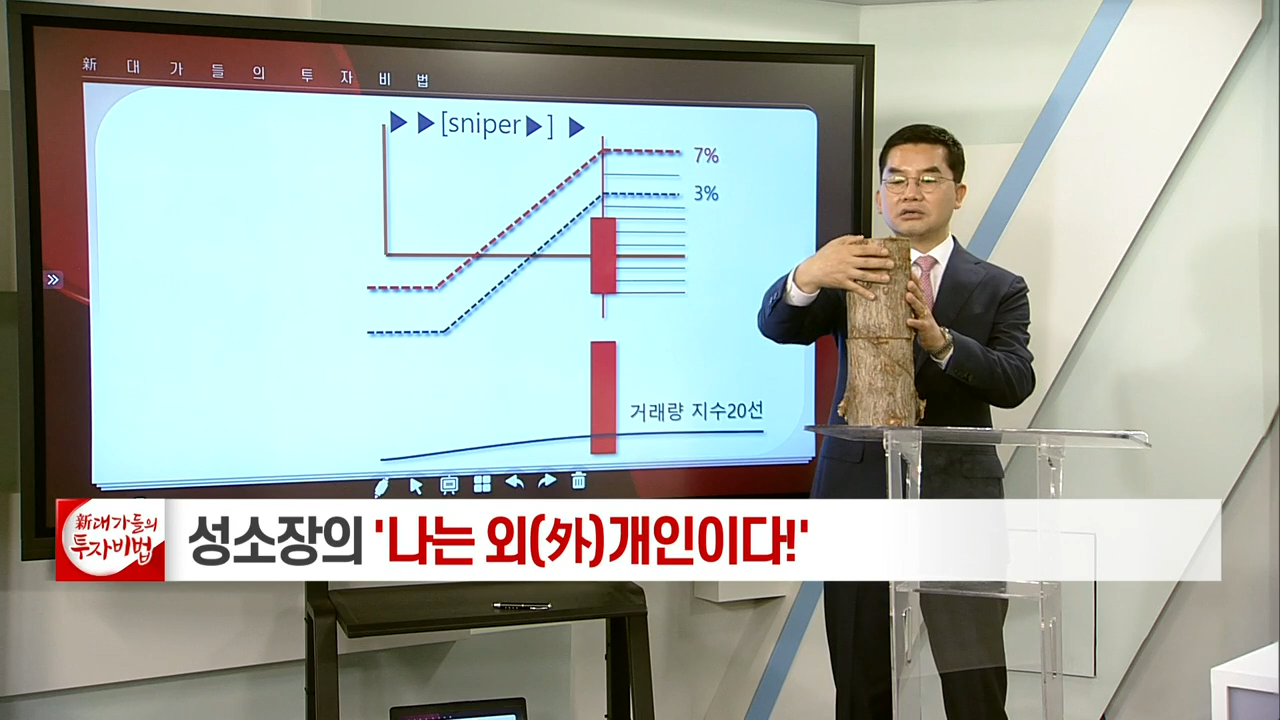 新 대 가 들 의 투 자 비 법
▶▶[sniper▶] ▶
7%
3%
거래량 지수20선
新대가들의
투자비법
성소장의 '나는 외(外)개인이다!'